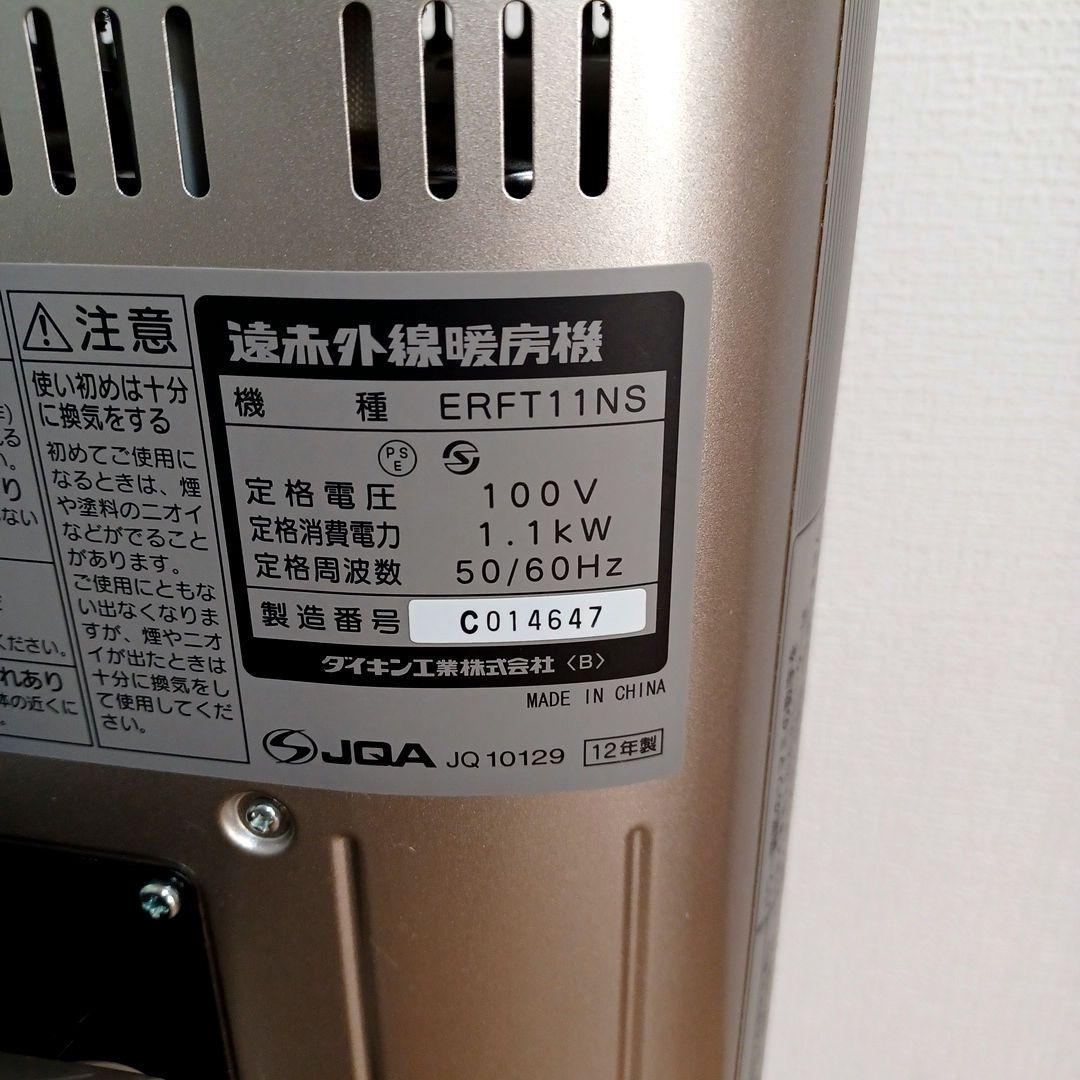 注意
使い初めは十分
に換気をする
初めてご使用に
なるときは、煙
や塗料のニオイ
などがでること
があります。
ご使用にともな
い出なくなりま
すが、煙やニオ
イが出たときは
十分に換気をし
て使用してくだ
さい。
り
ない
ください。
れあり
体の近くに
遠赤外線暖房機
機種 ERFT11NS
PS
E
定格電圧 100V
定格消費電力 1.1kW
定格周波数 50/60Hz
製造番号 C014647
ダイキン工業株式会社〈B〉
MADE IN CHINA
JQA JQ10129 12年製